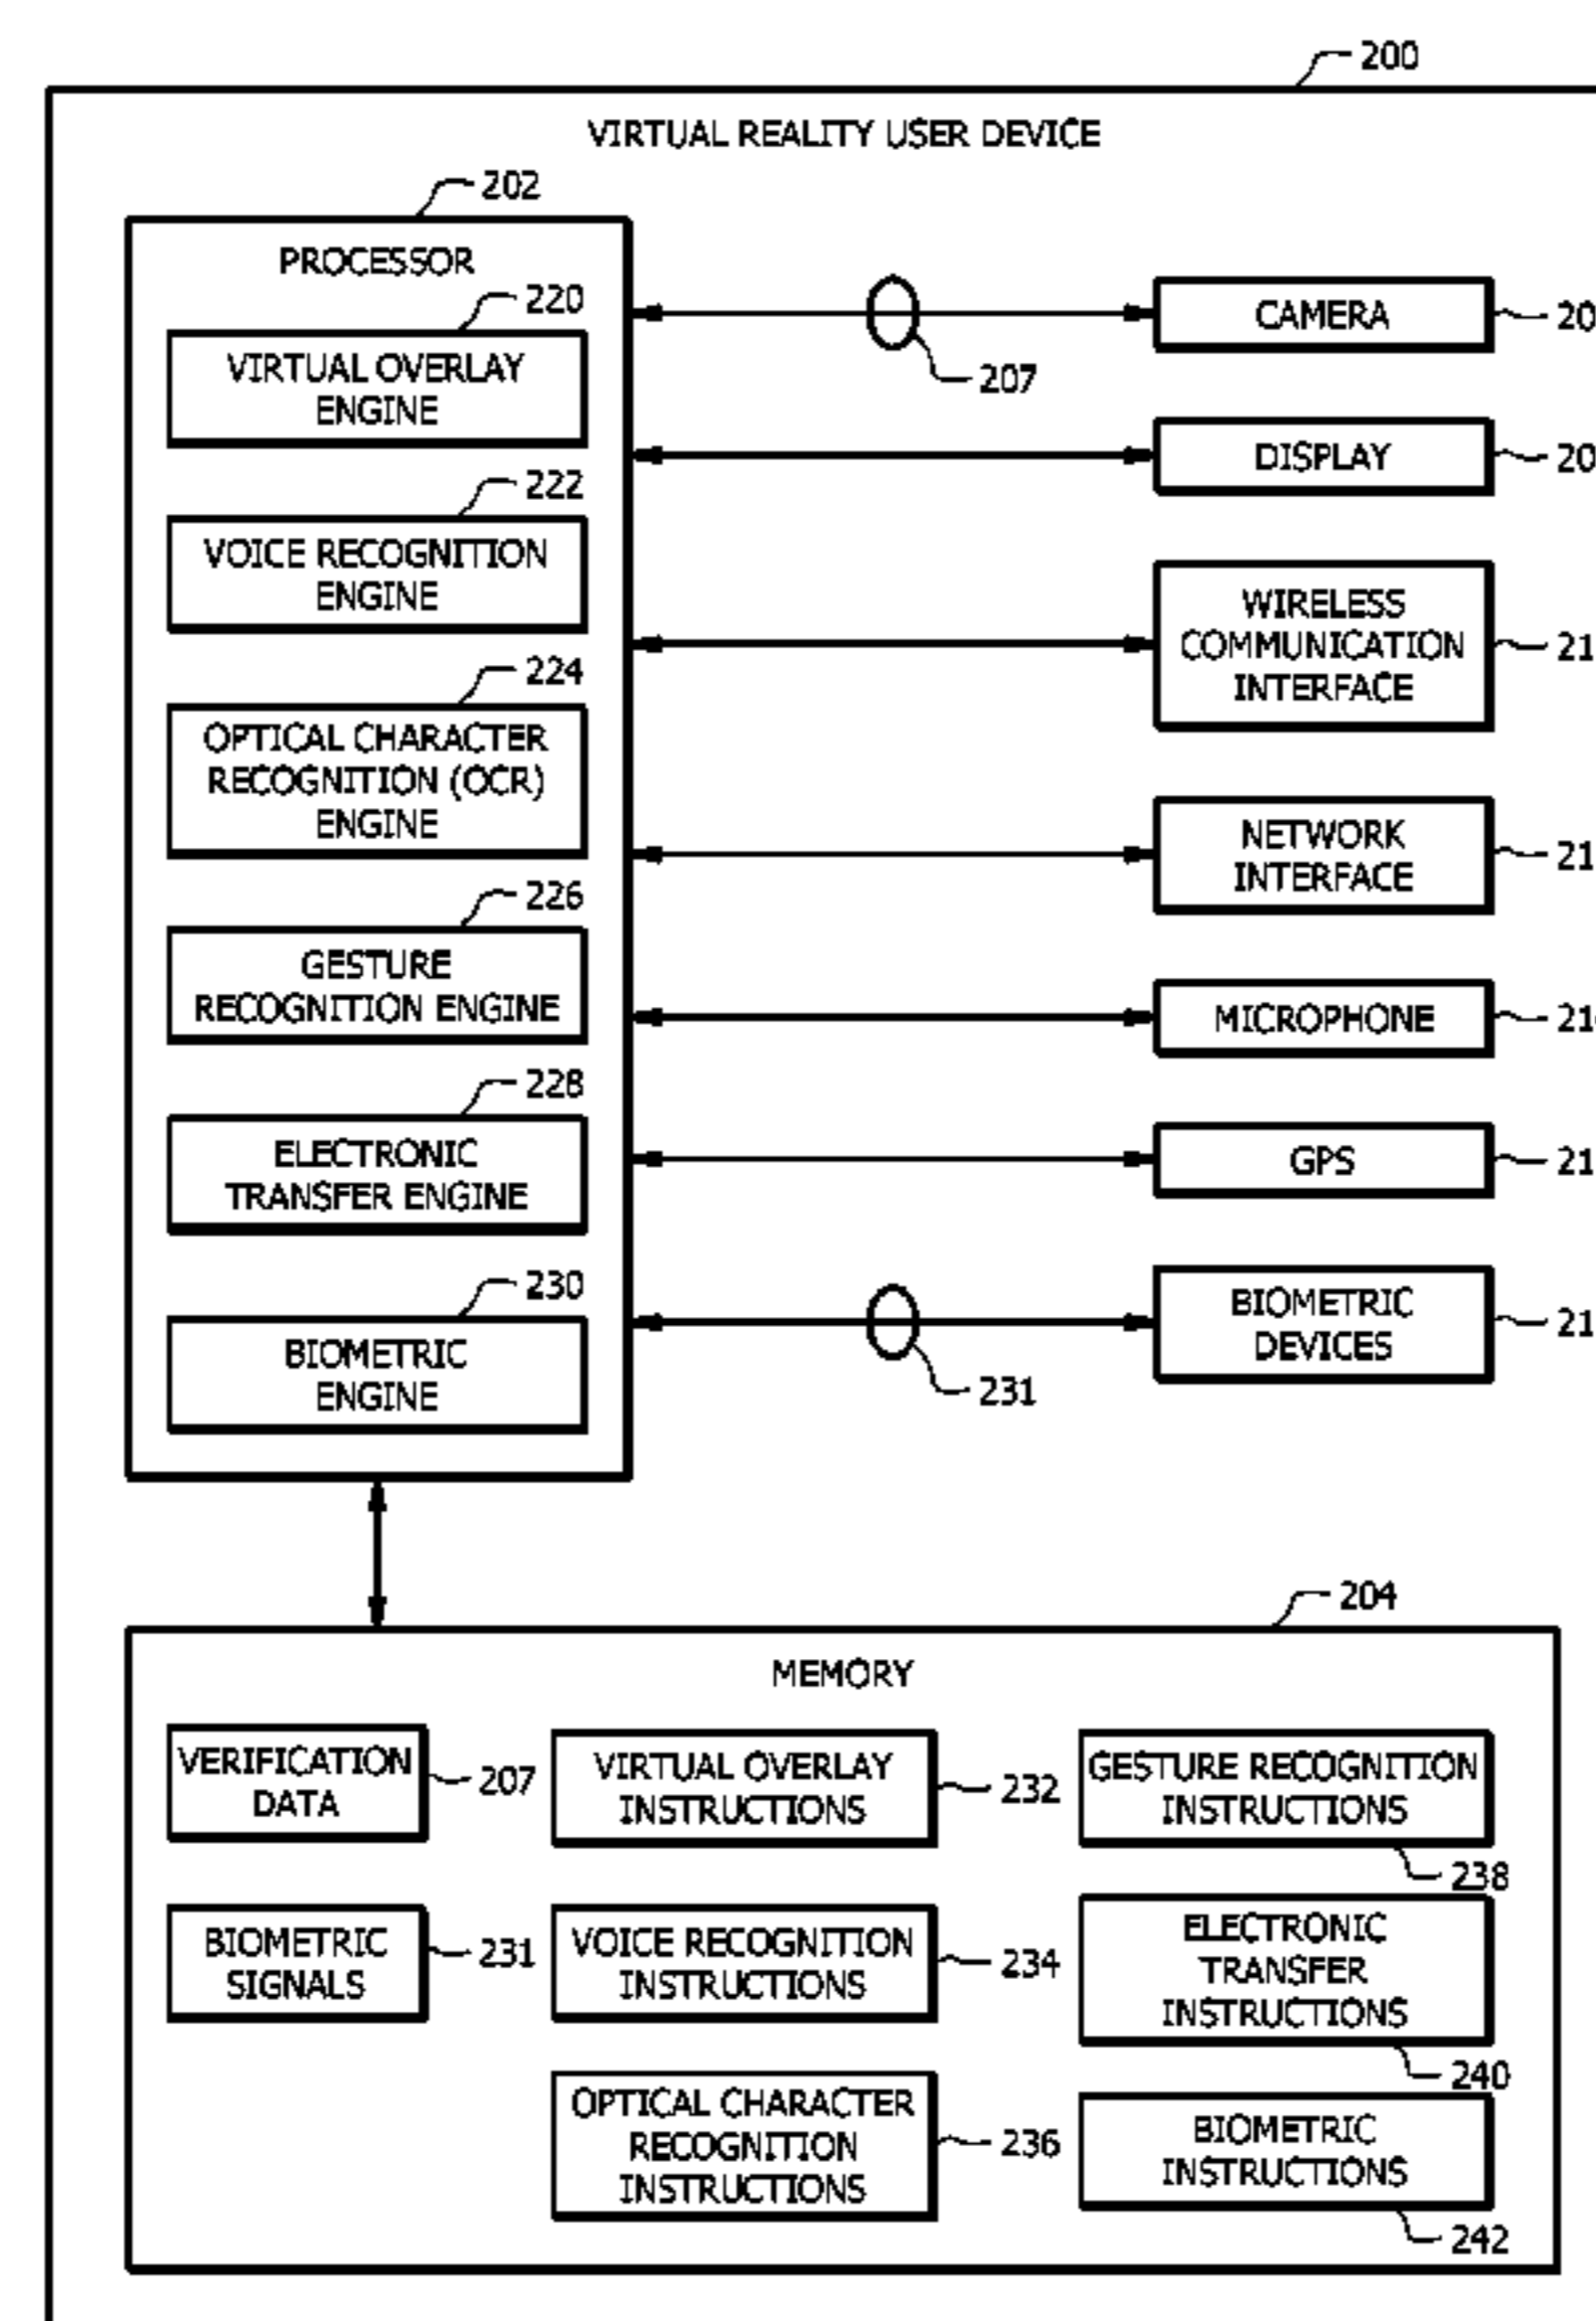 200
VIRTUAL REALITY USER DEVICE
202
PROCESSOR
220
VIRTUAL OVERLAY
ENGINE
222
VOICE RECOGNITION
ENGINE
224
OPTICAL CHARACTER
RECOGNITION (OCR)
ENGINE
226
GESTURE
RECOGNITION ENGINE
228
ELECTRONIC
TRANSFER ENGINE
230
BIOMETRIC
ENGINE
207
CAMERA
DISPLAY
WIRELESS
COMMUNICATION
INTERFACE
NETWORK
INTERFACE
MICROPHONE
GPS
BIOMETRIC
DEVICES
231
204
MEMORY
VERIFICATION
DATA
207
BIOMETRIC
SIGNALS
231
VIRTUAL OVERLAY
INSTRUCTIONS
232
VOICE RECOGNITION
INSTRUCTIONS
234
OPTICAL CHARACTER
RECOGNITION
INSTRUCTIONS
236
GESTURE RECOGNITION
INSTRUCTIONS
238
ELECTRONIC
TRANSFER
INSTRUCTIONS
240
BIOMETRIC
INSTRUCTIONS
242